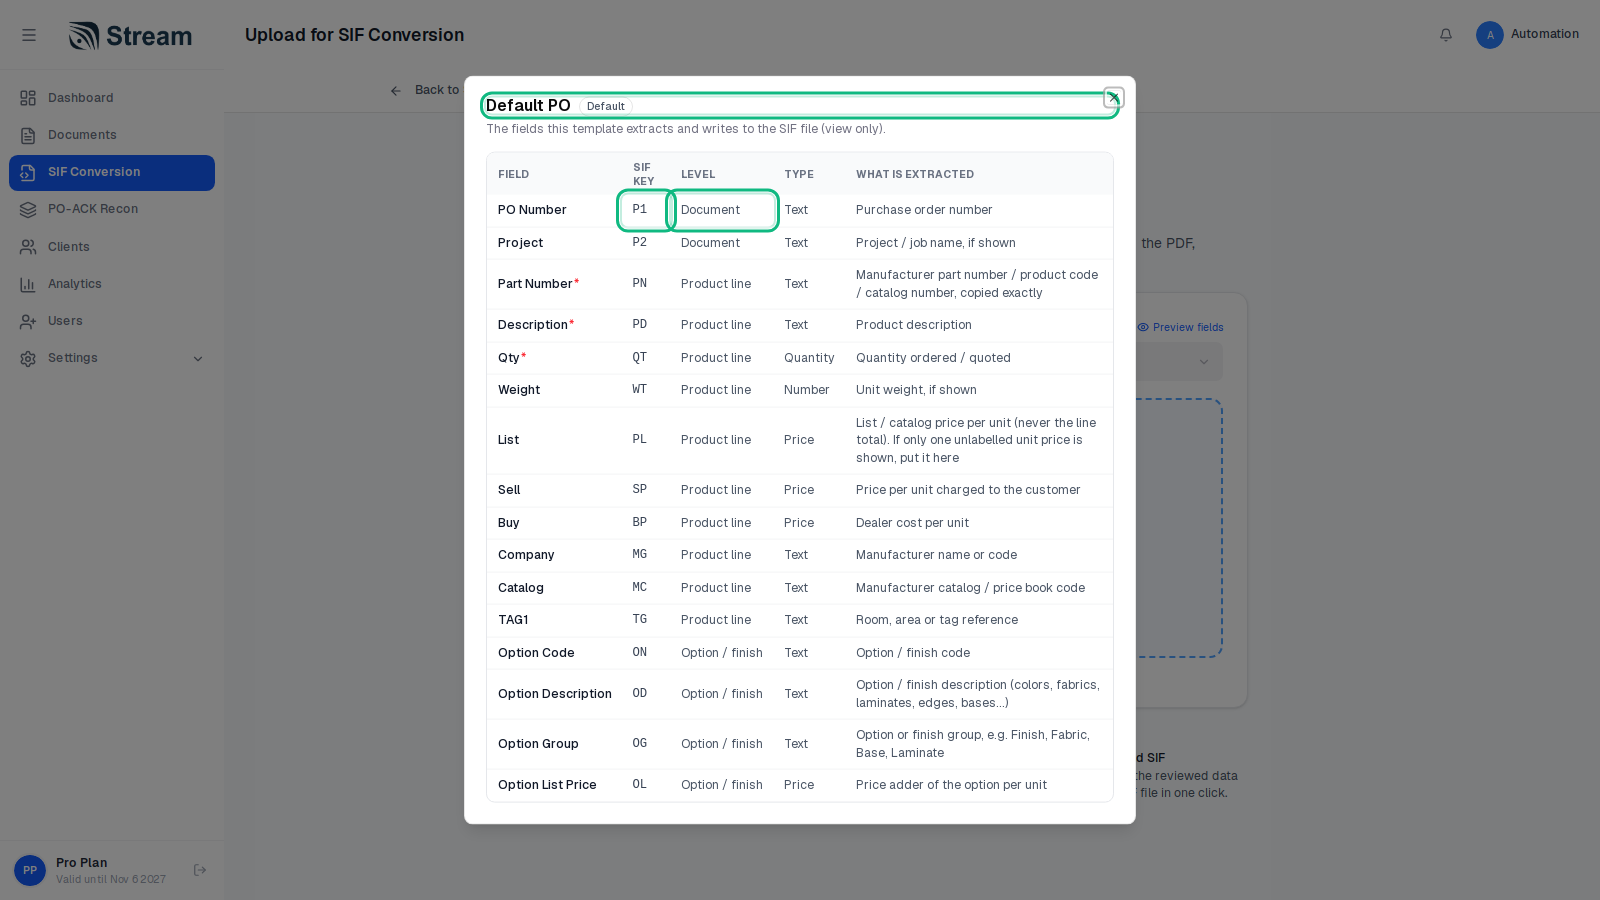 Stream
Upload for SIF Conversion
A
Automation
Dashboard
Documents
SIF Conversion
PO-ACK Recon
Clients
Analytics
Users
Settings
Back to
Default PO
Default
The fields this template extracts and writes to the SIF file (view only).
FIELD SIF KEY LEVEL TYPE WHAT IS EXTRACTED
PO Number P1 Document Text Purchase order number
Project P2 Document Text Project / job name, if shown
Part Number* PN Product line Text Manufacturer part number / product code
/ catalog number, copied exactly
Description* PD Product line Text Product description
Qty* QT Product line Quantity Quantity ordered / quoted
Weight WT Product line Number Unit weight, if shown
List PL Product line Price List / catalog price per unit (never the line
total). If only one unlabelled unit price is
shown, put it here
Sell SP Product line Price Price per unit charged to the customer
Buy BP Product line Price Dealer cost per unit
Company MG Product line Text Manufacturer name or code
Catalog MC Product line Text Manufacturer catalog / price book code
TAG1 TG Product line Text Room, area or tag reference
Option Code ON Option / finish Text Option / finish code
Option Description OD Option / finish Text Option / finish description (colors, fabrics,
laminates, edges, bases...)
Option Group OG Option / finish Text Option or finish group, e.g. Finish, Fabric,
Base, Laminate
Option List Price OL Option / finish Price Price adder of the option per unit
the PDF,
Preview fields
d SIF
the reviewed data
file in one click.
PP
Pro Plan
Valid until Nov 6 2027